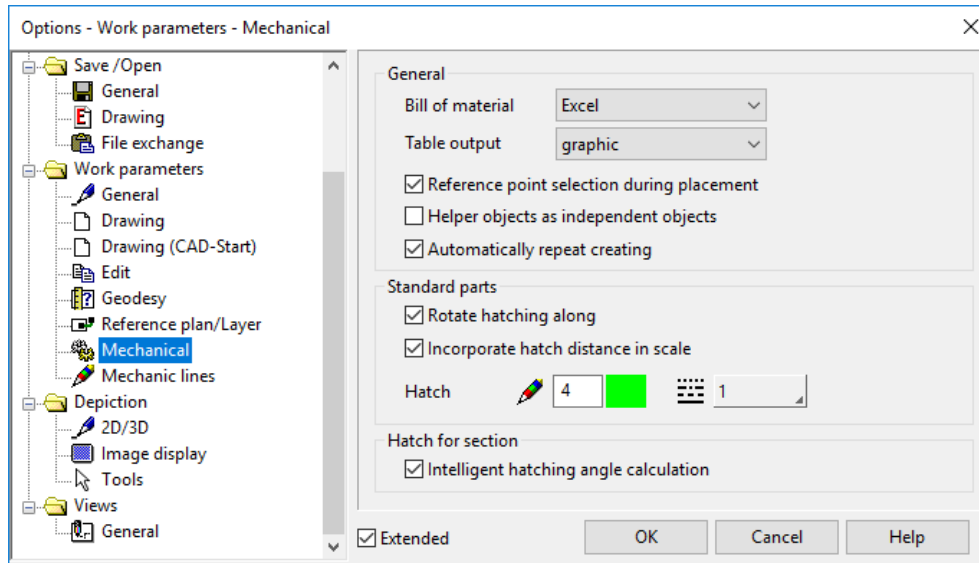 Options - Work parameters - Mechanical
Save /Open
General
Drawing
File exchange
Work parameters
General
Drawing
Drawing (CAD-Start)
Edit
Geodesy
Reference plan/Layer
Mechanical
Mechanic lines
Depiction
2D/3D
Image display
Tools
Views
General
General
Bill of material Excel
Table output graphic
Reference point selection during placement
Helper objects as independent objects
Automatically repeat creating
Standard parts
Rotate hatching along
Incorporate hatch distance in scale
Hatch 4 1
Hatch for section
Intelligent hatching angle calculation
Extended OK Cancel Help